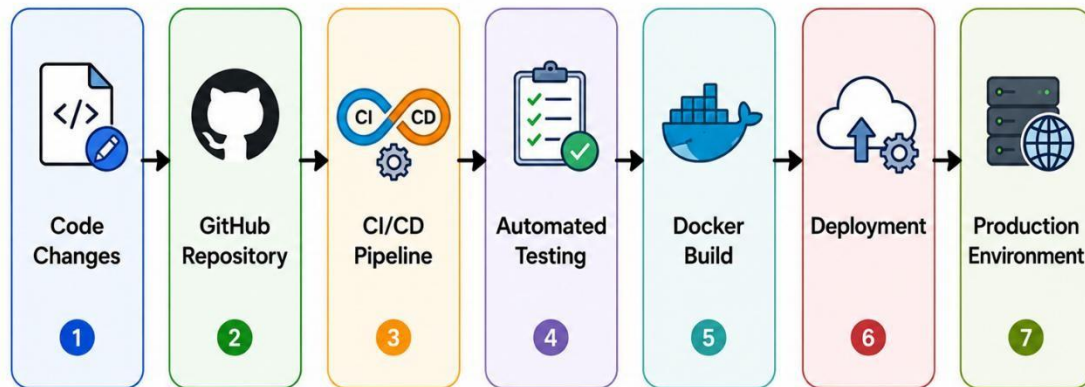 </>
CI
CD
Code
Changes
1
GitHub
Repository
2
CI/CD
Pipeline
3
Automated
Testing
4
Docker
Build
5
Deployment
6
Production
Environment
7